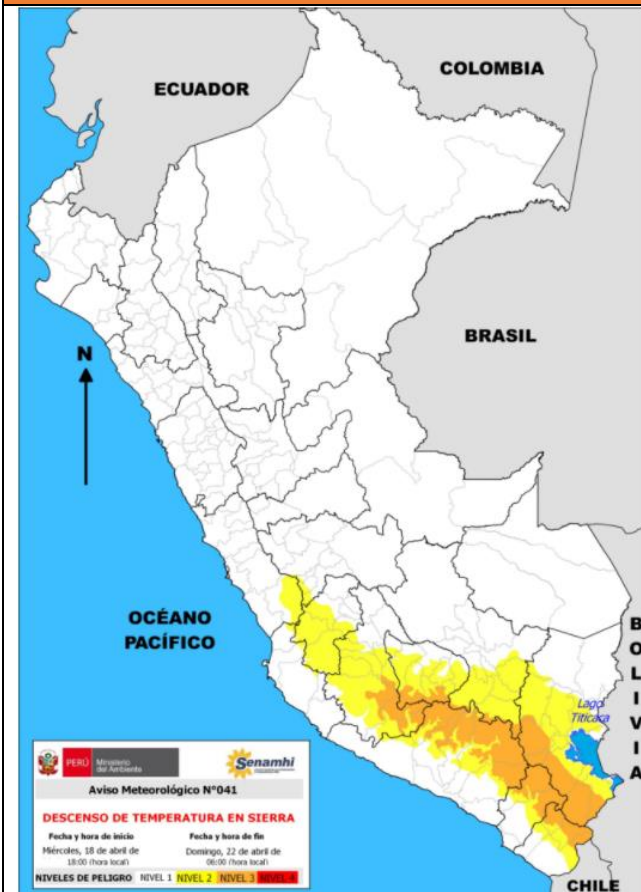 COLOMBIA
ECUADOR
BRASIL
N
OCÉANO
PACÍFICO
BOLIVIA
Lago
Titicaca
PERÚ Ministerio del Ambiente Senamhi
Aviso Meteorológico N°041
DESCENSO DE TEMPERATURA EN SIERRA
Fecha y hora de inicio Fecha y hora de fin
Miércoles, 18 de abril de Domingo, 22 de abril de
18:00 (hora local) 06:00 (hora local)
NIVELES DE PELIGRO NIVEL 1 NIVEL 2 NIVEL 3 NIVEL 4
CHILE